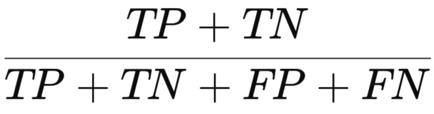 TP + TN
TP + TN + FP + FN